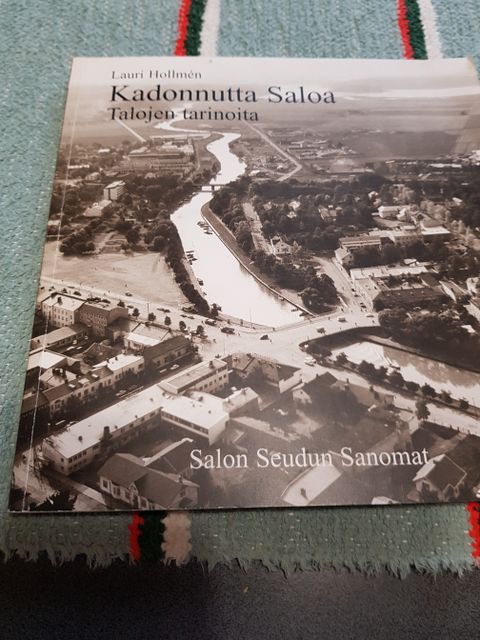 Lauri Hollmén
Kadonnutta Saloa
Talojen tarinoita
Salon Seudun Sanomat